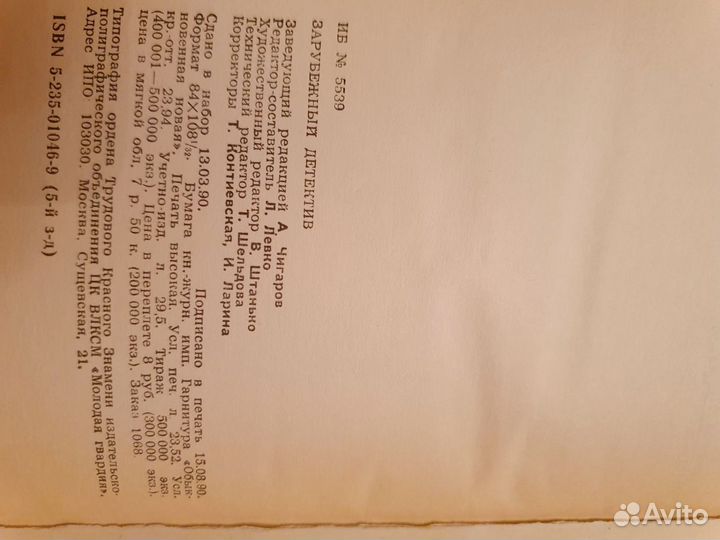 ИБ № 5539
ЗАРУБЕЖНЫЙ ДЕТЕКТИВ
Заведующий редакцией А. Чигаров
Редактор-составитель Л. Левко
Художественный редактор В. Штанько
Технический редактор Т. Шельдова
Корректоры Т. Контиевская, И. Ларина
Сдано в набор 13.03.90. Подписано в печать 15.08.90.
Формат 84×108¹/₃₂. Бумага кн.-журн. имп. Гарнитура «Обык-
новенная новая», Печать высокая. Усл. печ. л. 23,52. Усл.
кр.-отт. 23,94. Учетно-изд. л. 29,5. Тираж 500 000 экз.
(400 001—500 000 экз.). Цена в переплете 8 руб. (300 000 экз.).
цена в мягкой обл. 7 р. 50 к. (200 000 экз.). Заказ 1068.
Типография ордена Трудового Красного Знамени издательско-
полиграфического объединения ЦК ВЛКСМ «Молодая гвардия».
Адрес ИПО 103030. Москва. Сущевская, 21.
ISBN 5-235-01046-9 (5-й з-д)
Avito